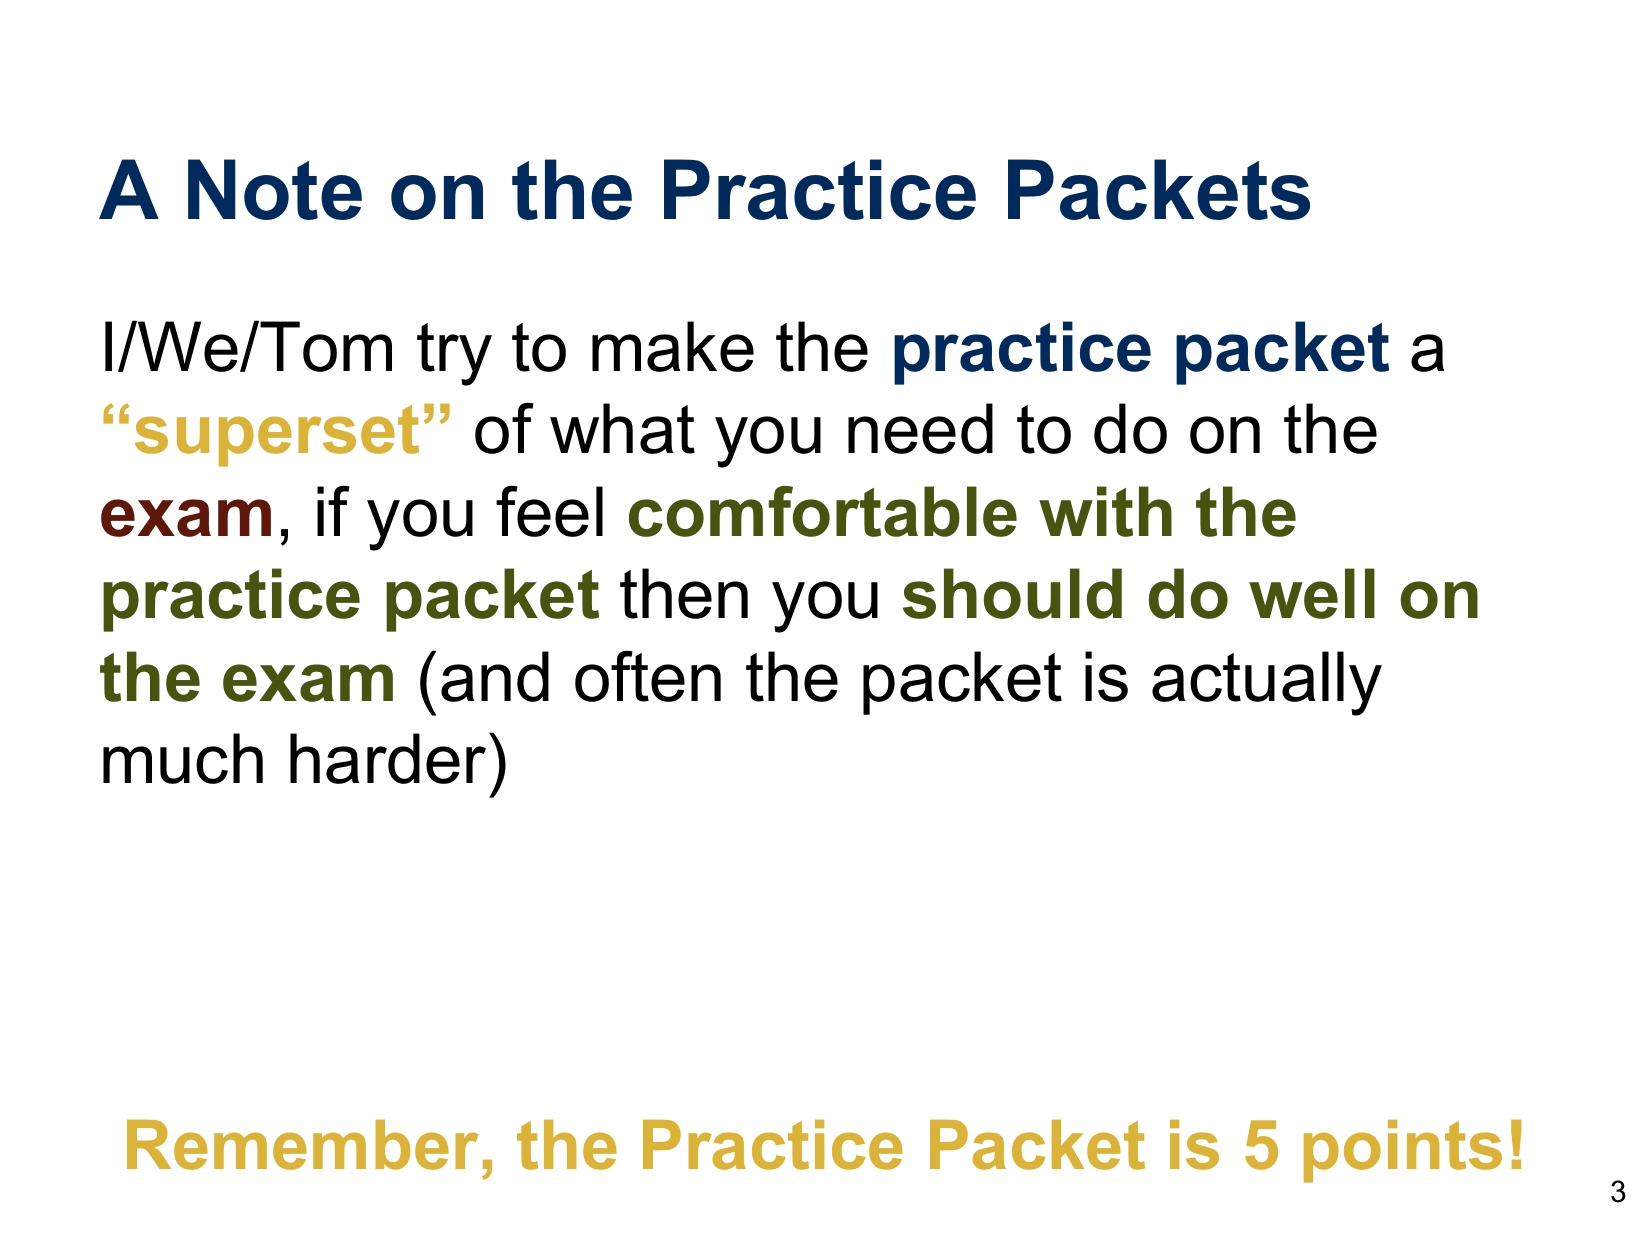 A Note on the Practice Packets
I/We/Tom try to make the practice packet a
“superset” of what you need to do on the
exam, if you feel comfortable with the
practice packet then you should do well on
the exam (and often the packet is actually
much harder)
Remember, the Practice Packet is 5 points!
3